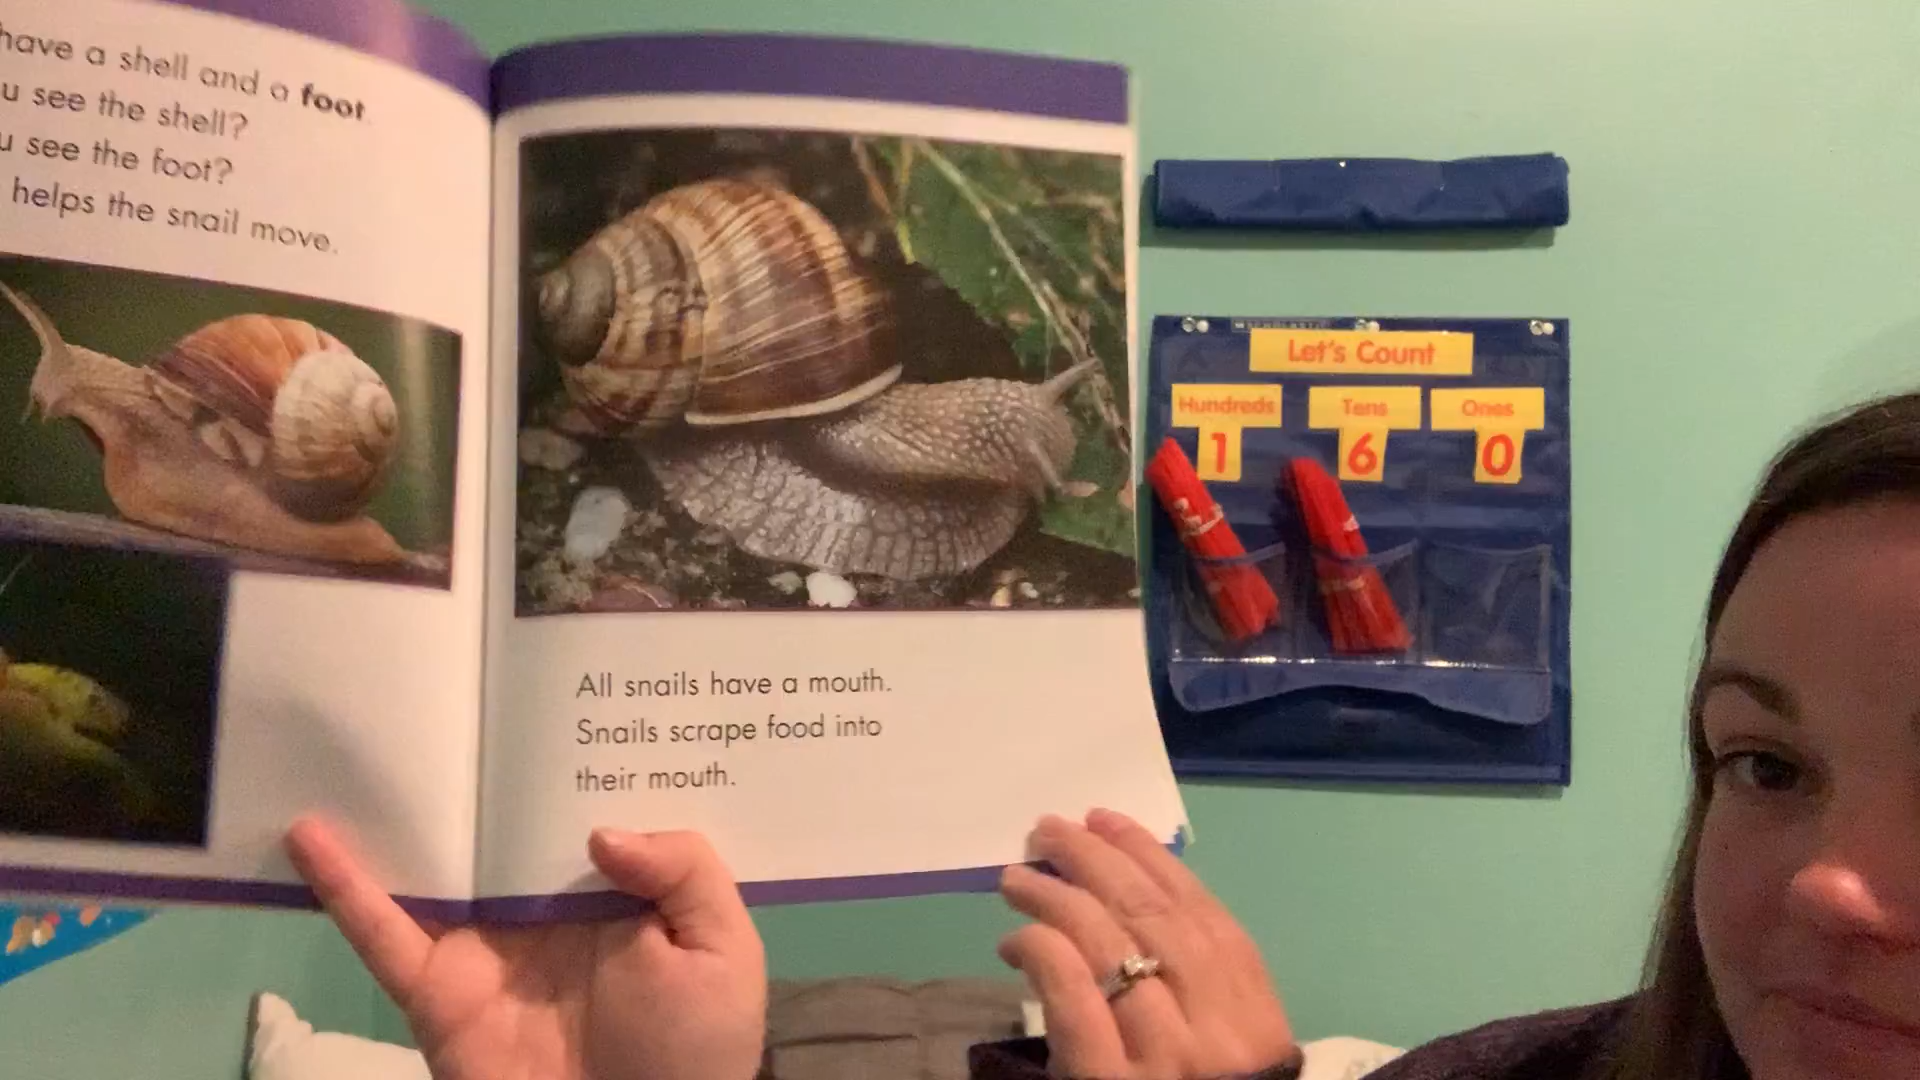 have a shell and a foot.
u see the shell?
u see the foot?
helps the snail move.
All snails have a mouth.
Snails scrape food into
their mouth.
SCHOLASTIC
Let's Count
Hundreds Tens Ones
1 6 0